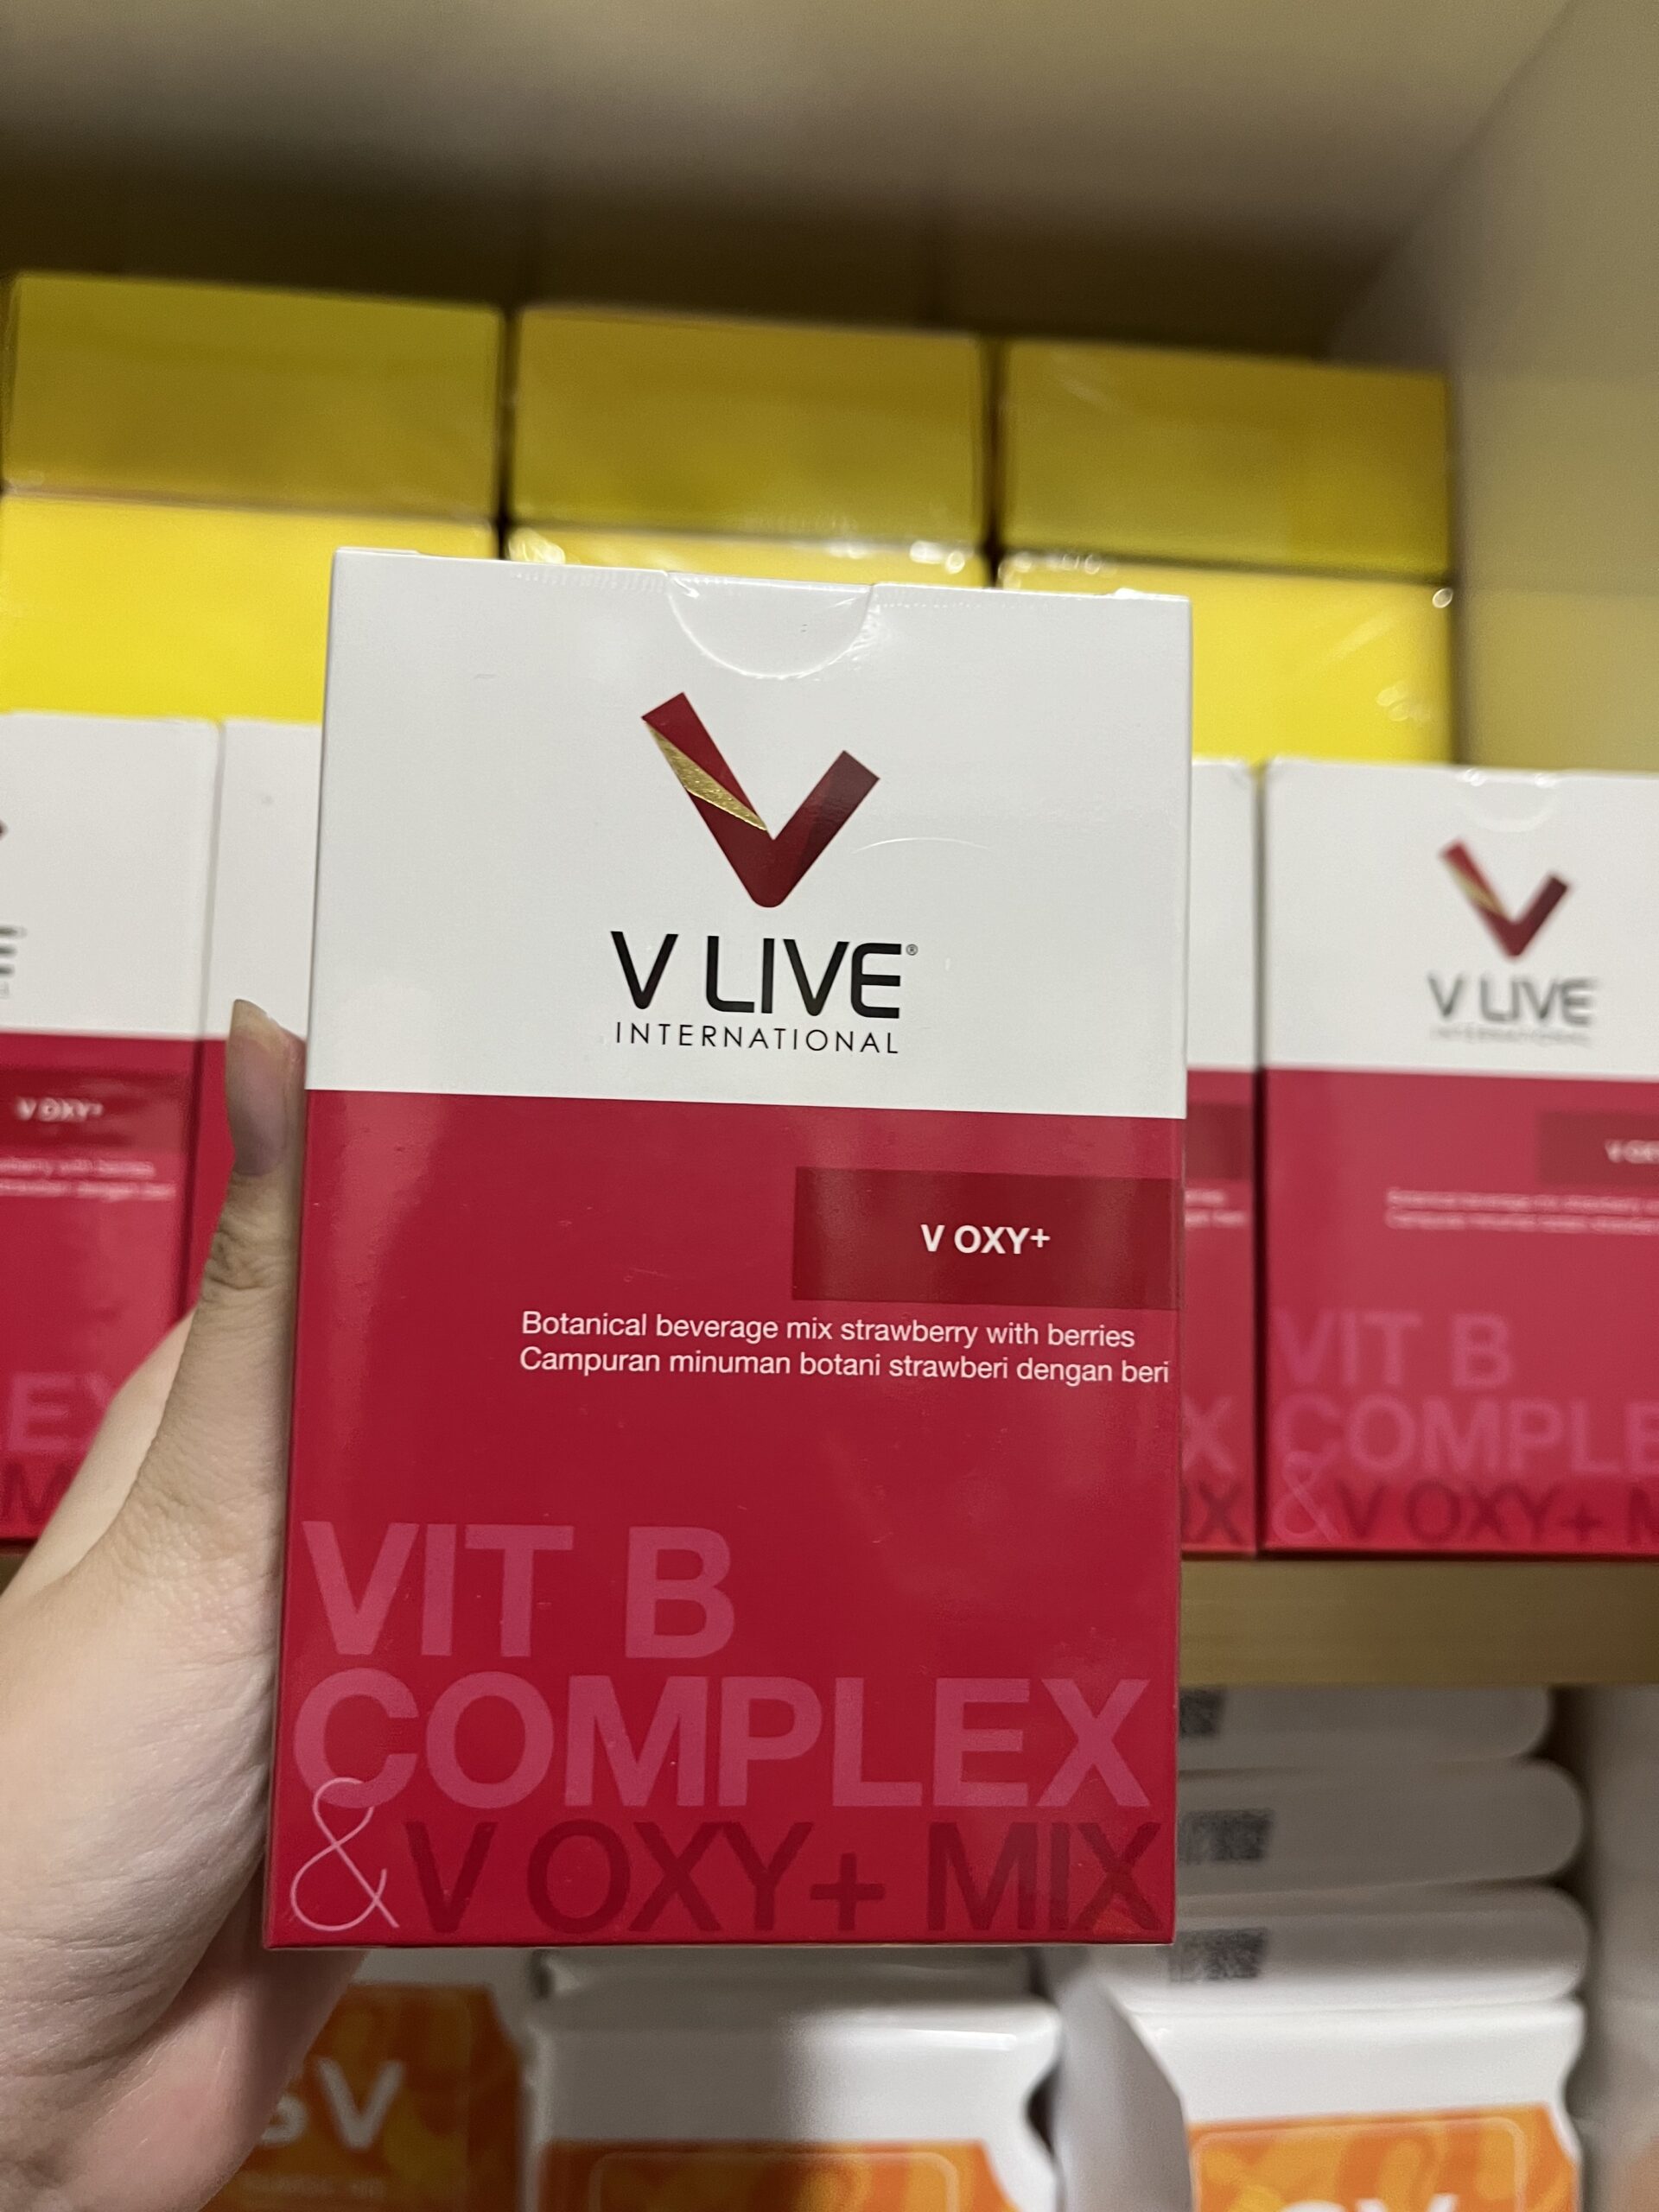 V LIVE®
INTERNATIONAL
V OXY+
Botanical beverage mix strawberry with berries
Campuran minuman botani strawberi dengan beri
VIT B
COMPLEX
& V OXY+ MIX
V OXY+
V LIVE
INTERNATIONAL
VIT B
& V OXY+